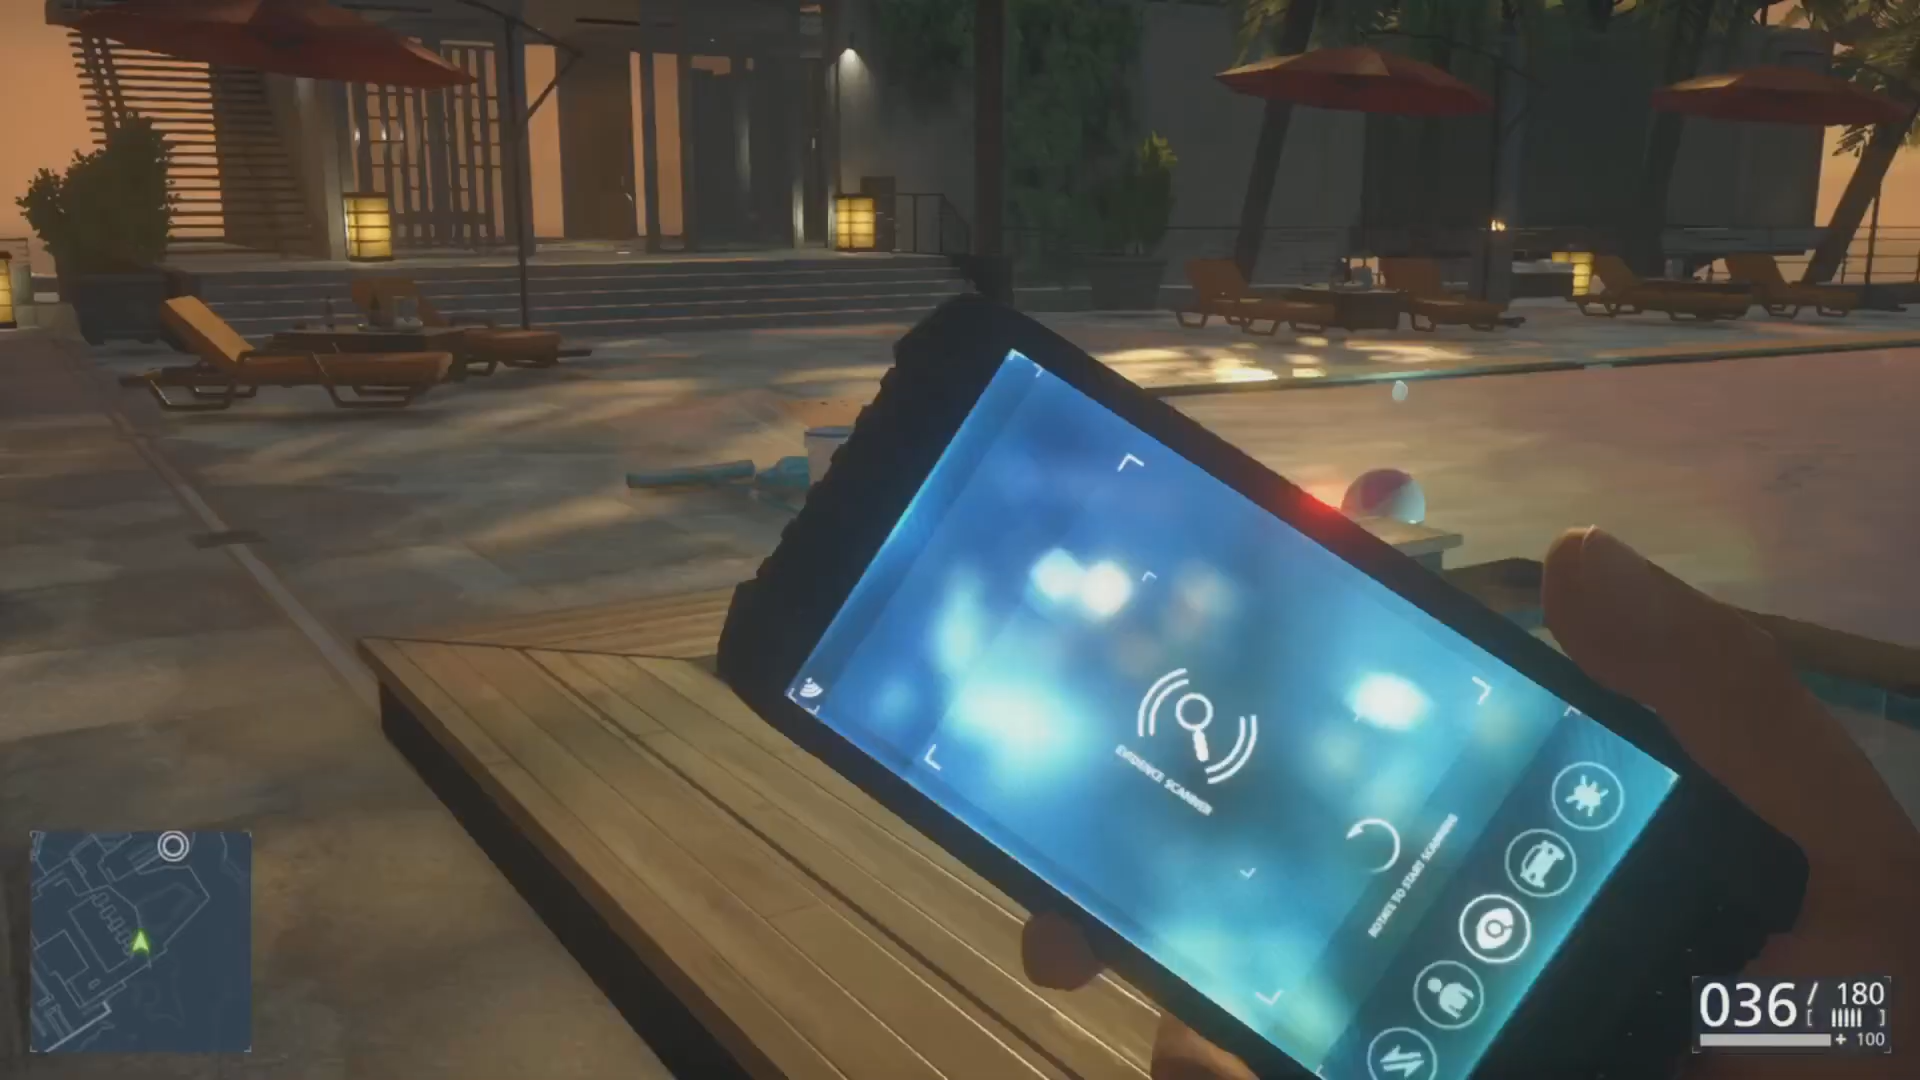 EVIDENCE SCANNER
ROTATE TO START SCANNING
036/ 180
+ 100